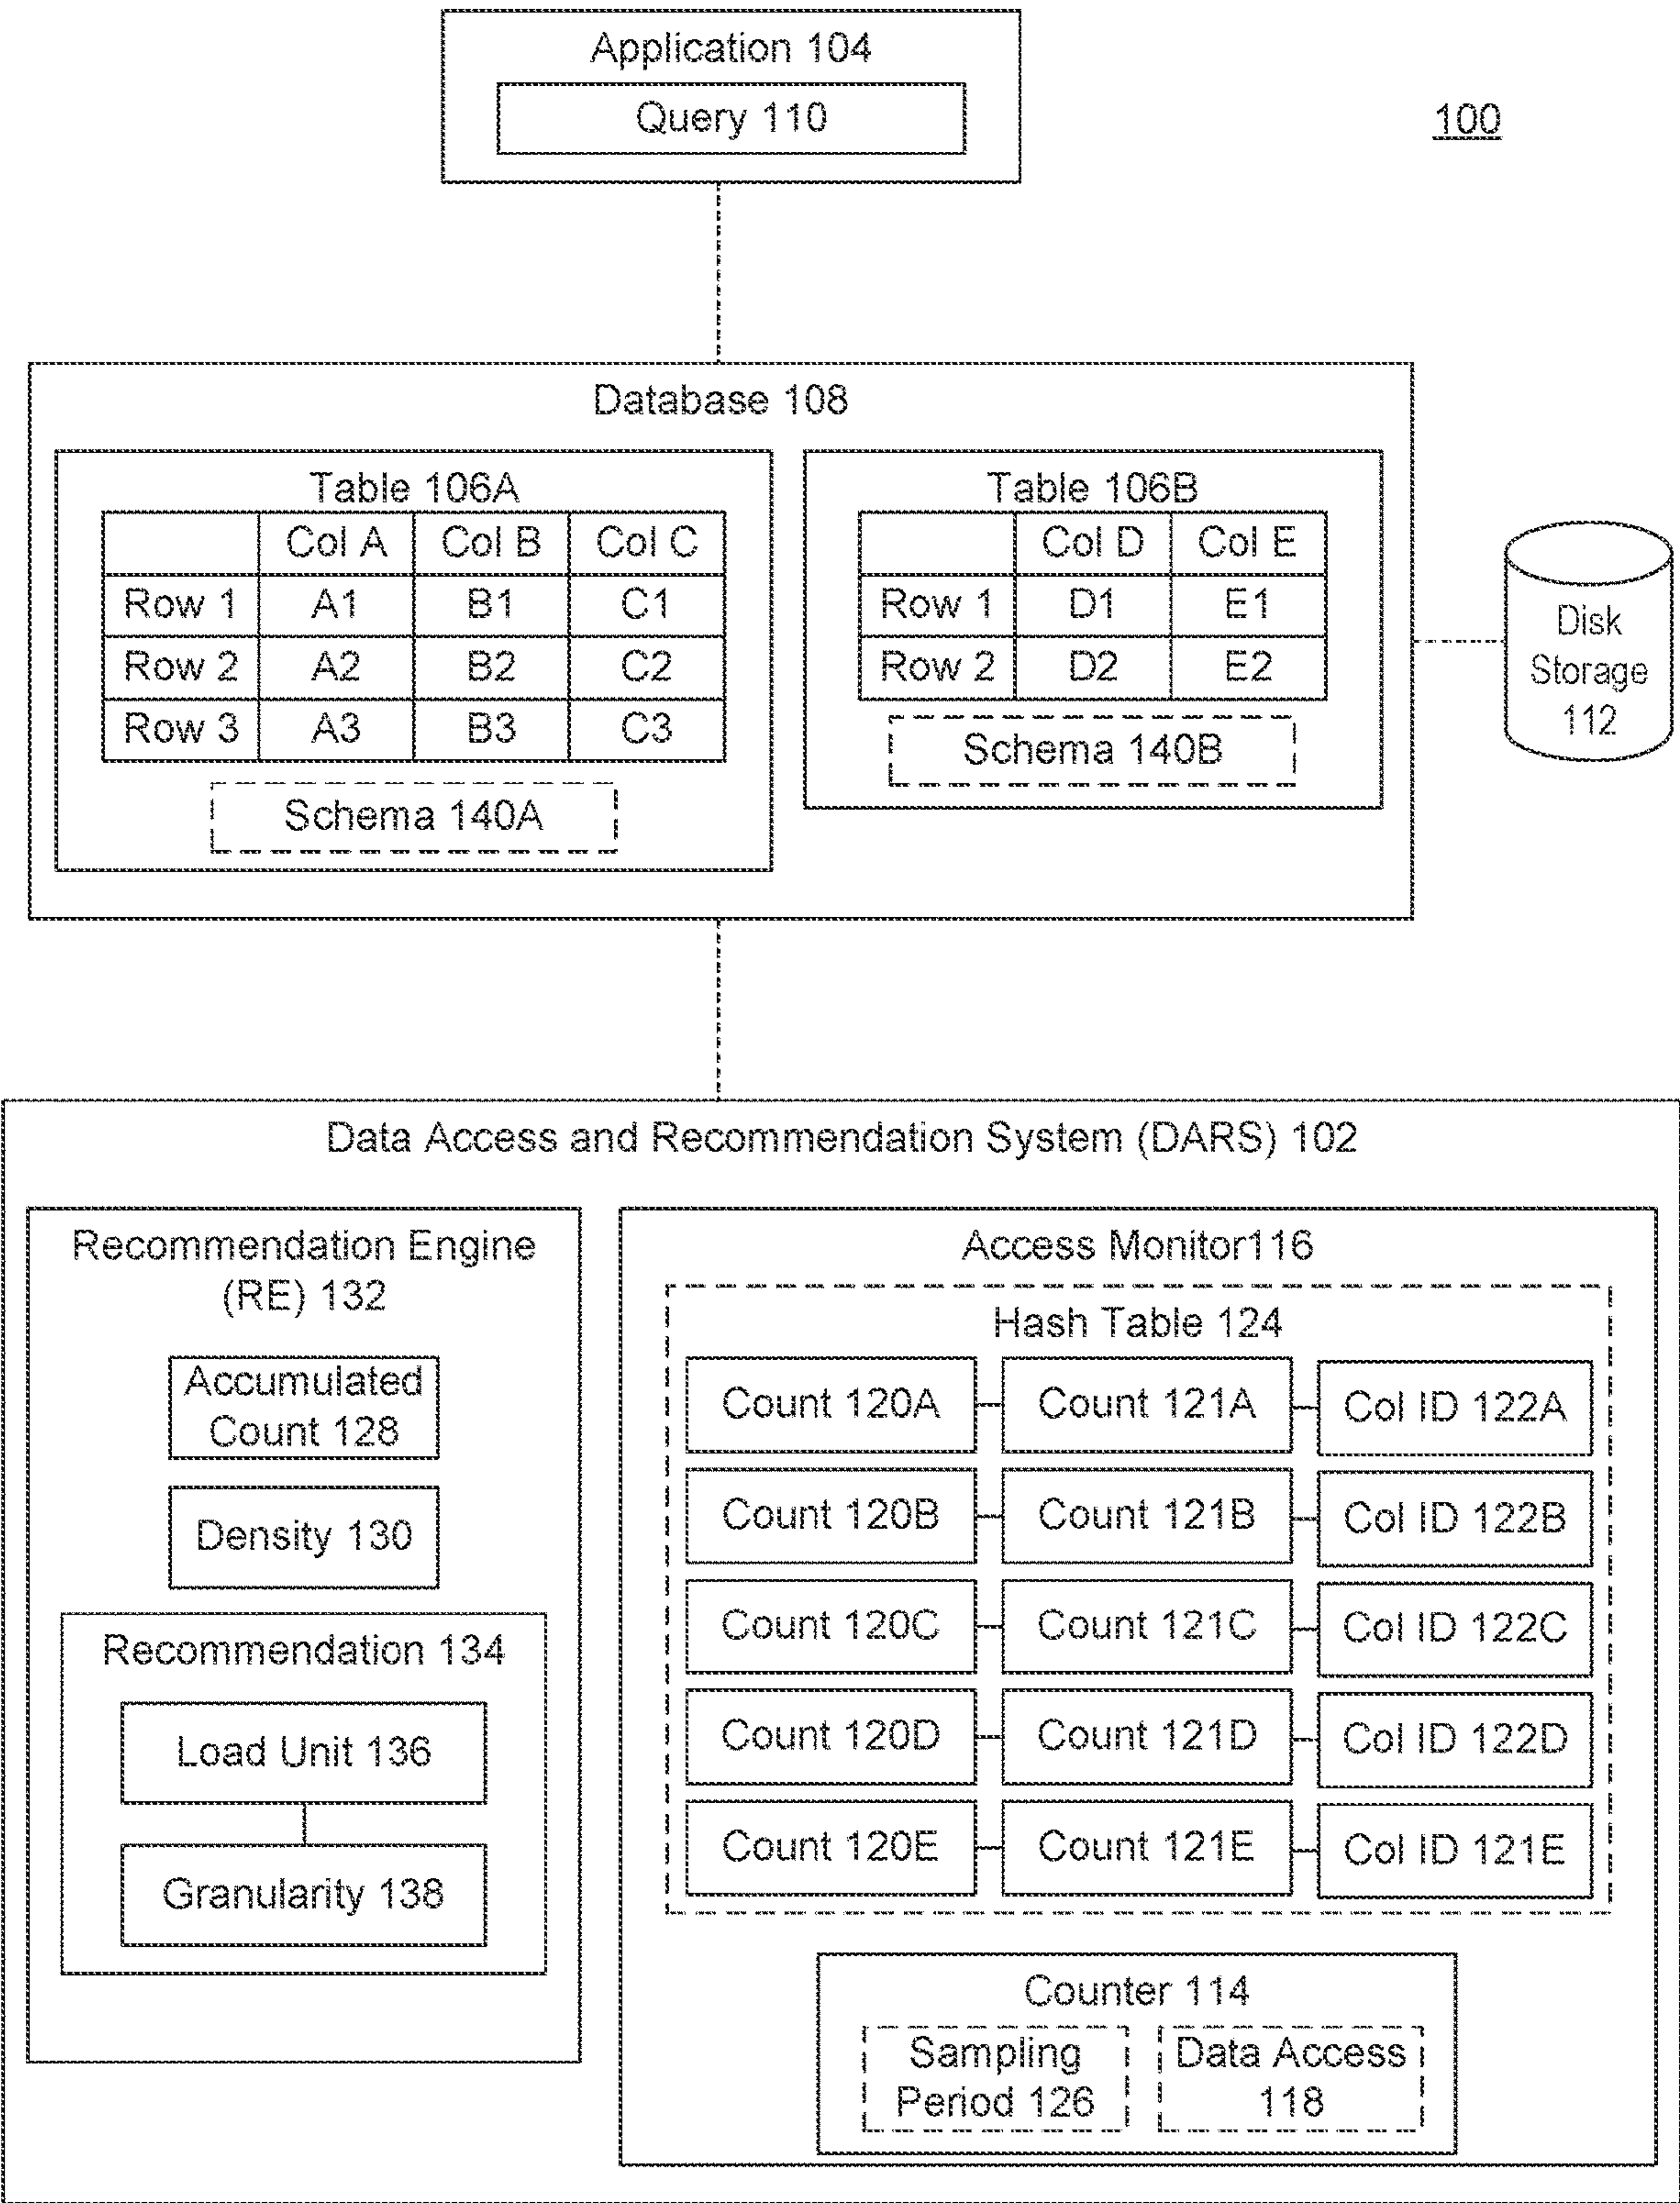 Application 104
Query 110
100
Database 108
Table 106A
Col A Col B Col C
Row 1 A1 B1 C1
Row 2 A2 B2 C2
Row 3 A3 B3 C3
Schema 140A
Table 106B
Col D Col E
Row 1 D1 E1
Row 2 D2 E2
Schema 140B
Disk
Storage
112
Data Access and Recommendation System (DARS) 102
Recommendation Engine
(RE) 132
Accumulated
Count 128
Density 130
Recommendation 134
Load Unit 136
Granularity 138
Access Monitor116
Hash Table 124
Count 120A Count 121A Col ID 122A
Count 120B Count 121B Col ID 122B
Count 120C Count 121C Col ID 122C
Count 120D Count 121D Col ID 122D
Count 120E Count 121E Col ID 121E
Counter 114
Sampling
Period 126
Data Access
118